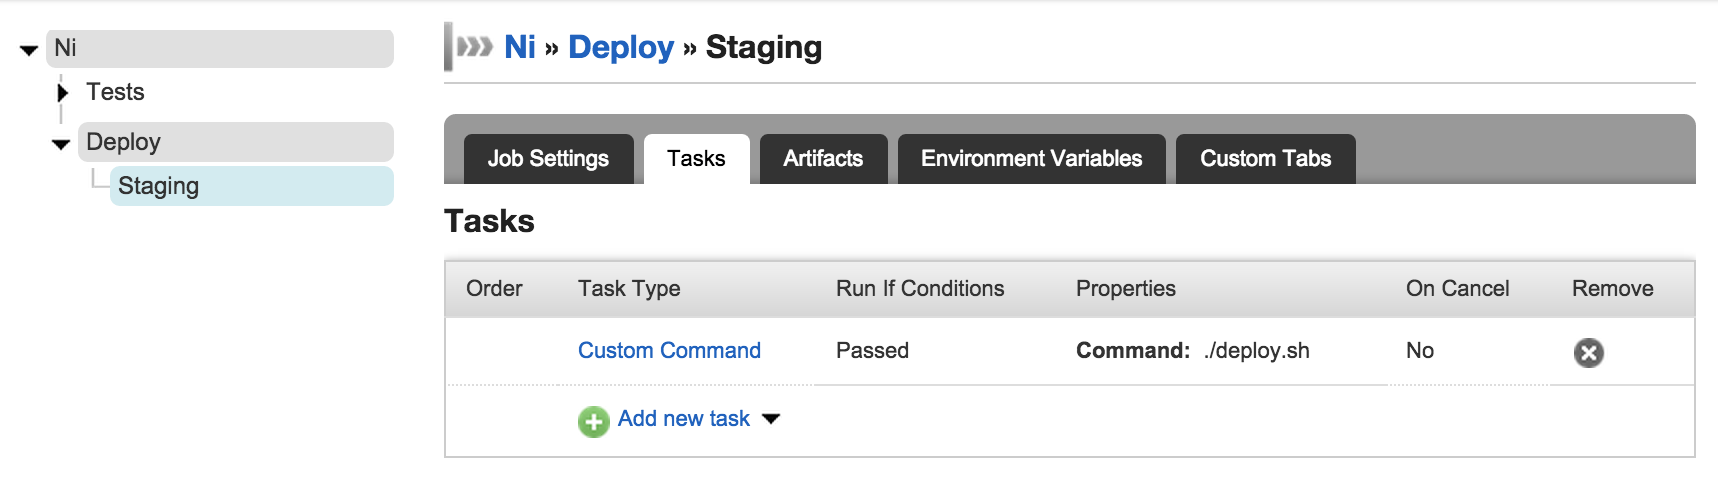 Ni
Tests
Deploy
Staging
Ni » Deploy » Staging
Job Settings Tasks Artifacts Environment Variables Custom Tabs
Tasks
Order Task Type Run If Conditions Properties On Cancel Remove
Custom Command Passed Command: ./deploy.sh No
Add new task